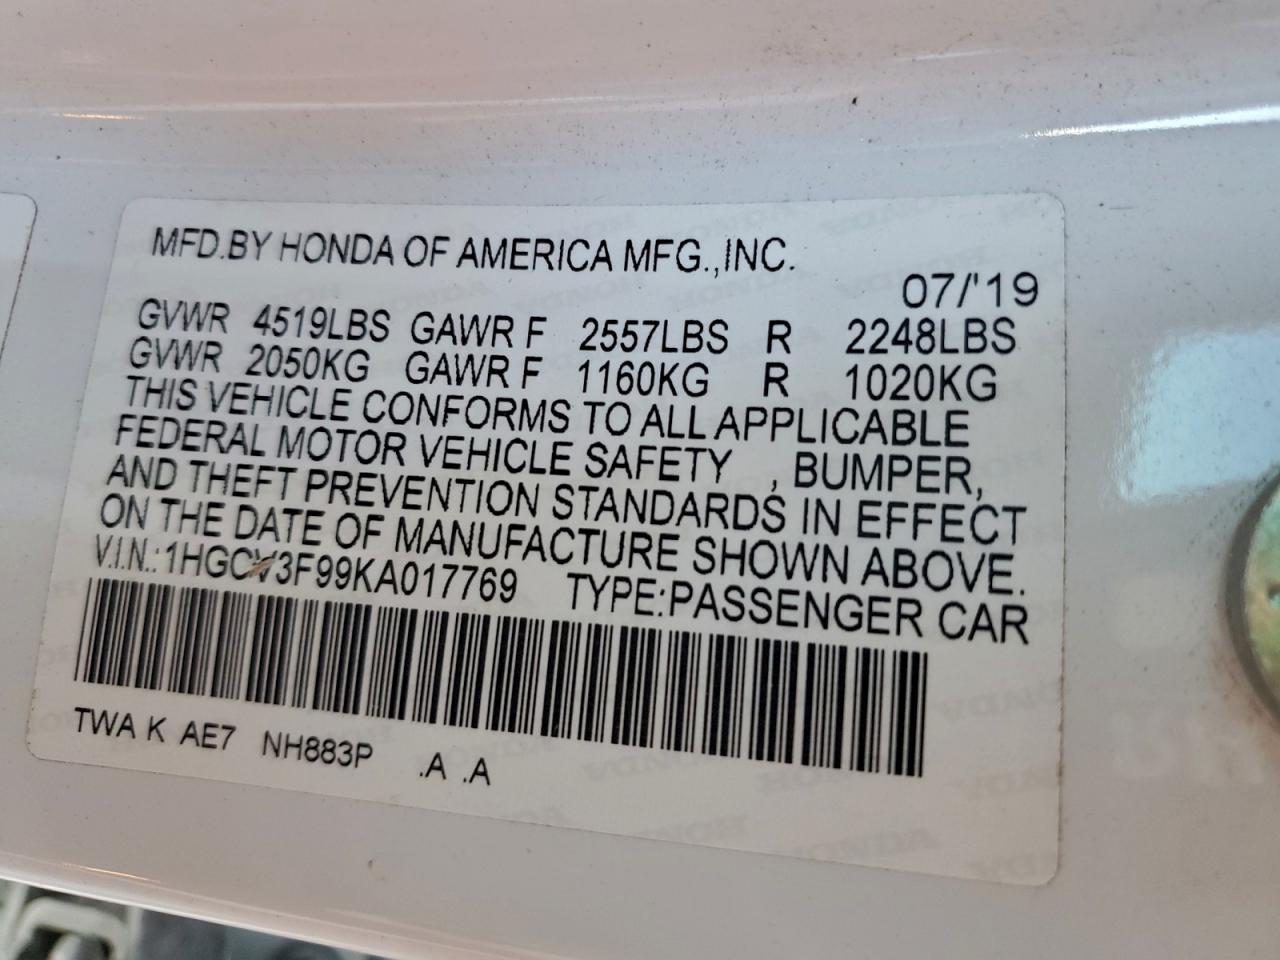 MFD.BY HONDA OF AMERICA MFG.,INC.
07/'19
GVWR 4519LBS GAWR F 2557LBS R 2248LBS
GVWR 2050KG GAWR F 1160KG R 1020KG
THIS VEHICLE CONFORMS TO ALL APPLICABLE
FEDERAL MOTOR VEHICLE SAFETY , BUMPER,
AND THEFT PREVENTION STANDARDS IN EFFECT
ON THE DATE OF MANUFACTURE SHOWN ABOVE.
V.I.N.: 1HGCV3F99KA017769 TYPE:PASSENGER CAR
TWA K AE7 NH883P .A .A